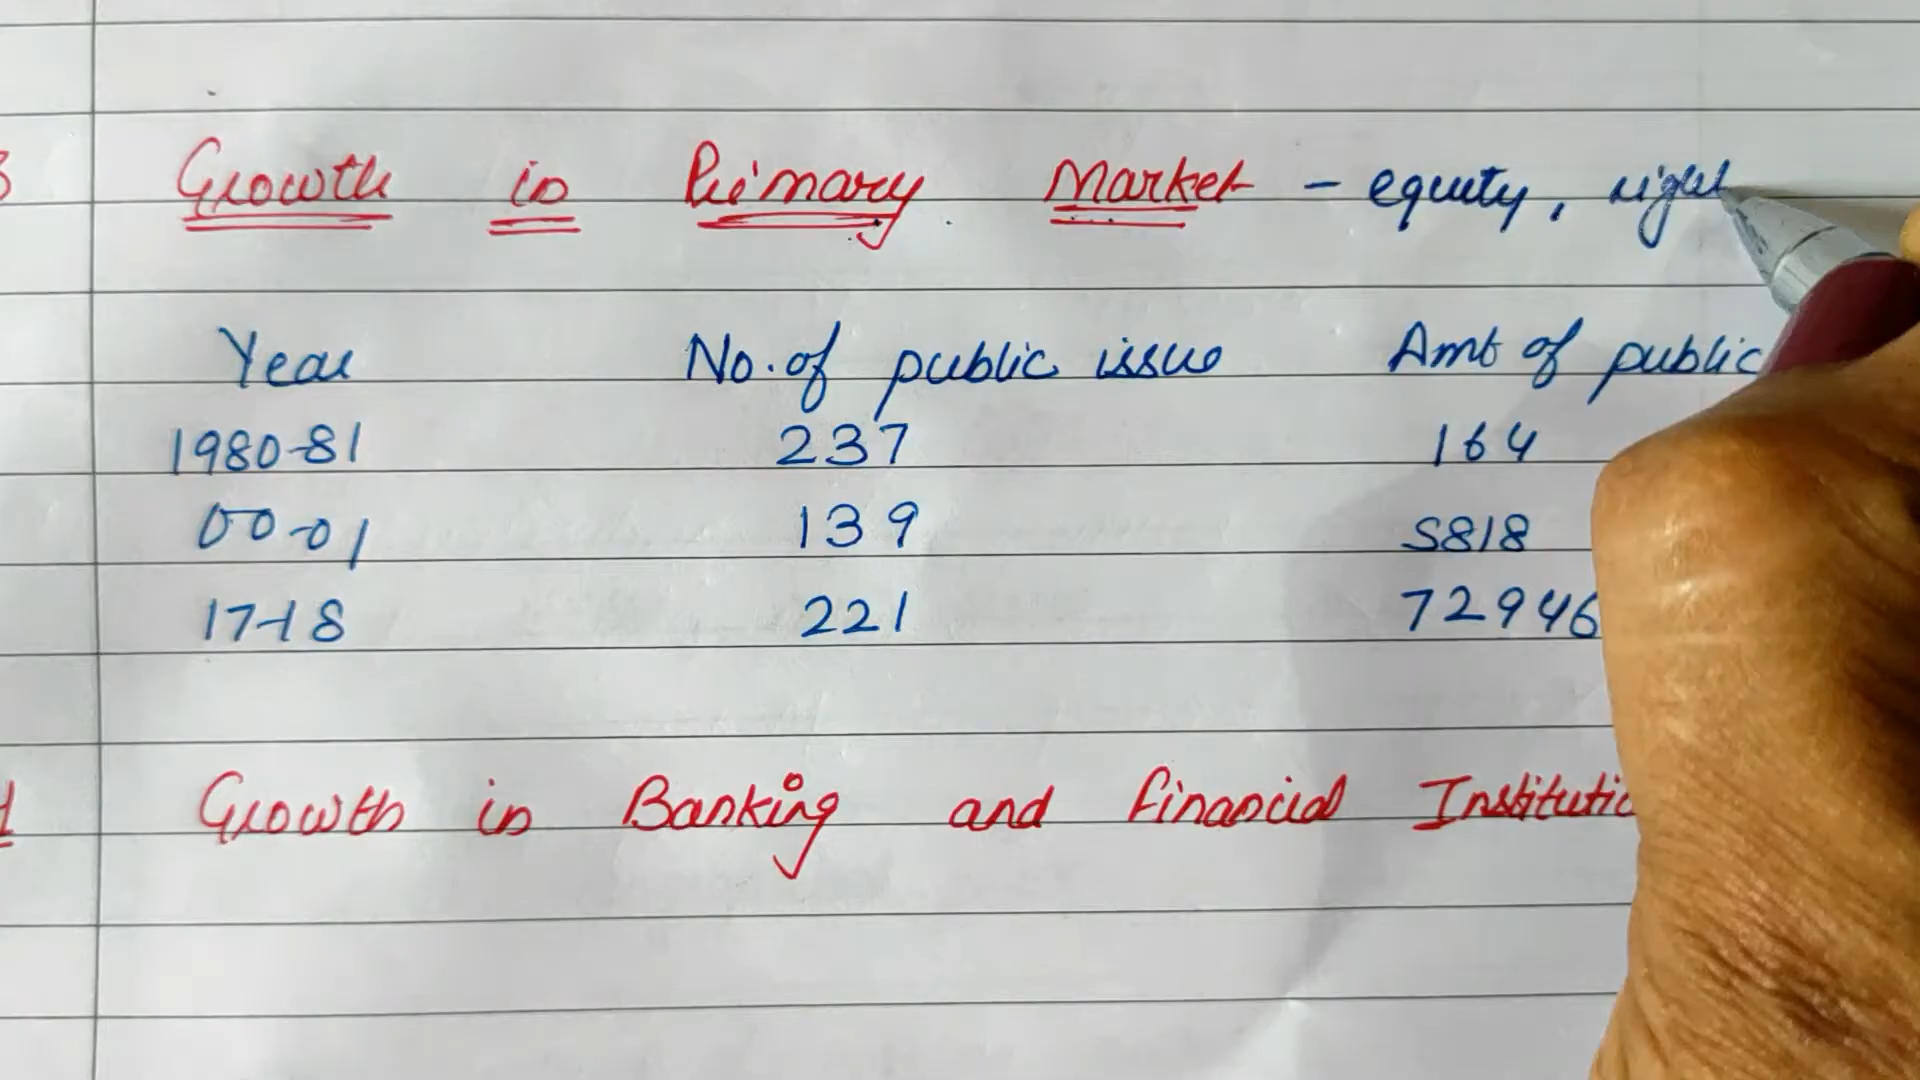 3 Growth in Primary Market - equity, right
Year No. of public issue Amt of public
1980-81 237 164
00-01 139 5818
17-18 221 72946
Growth in Banking and Financial Institutio